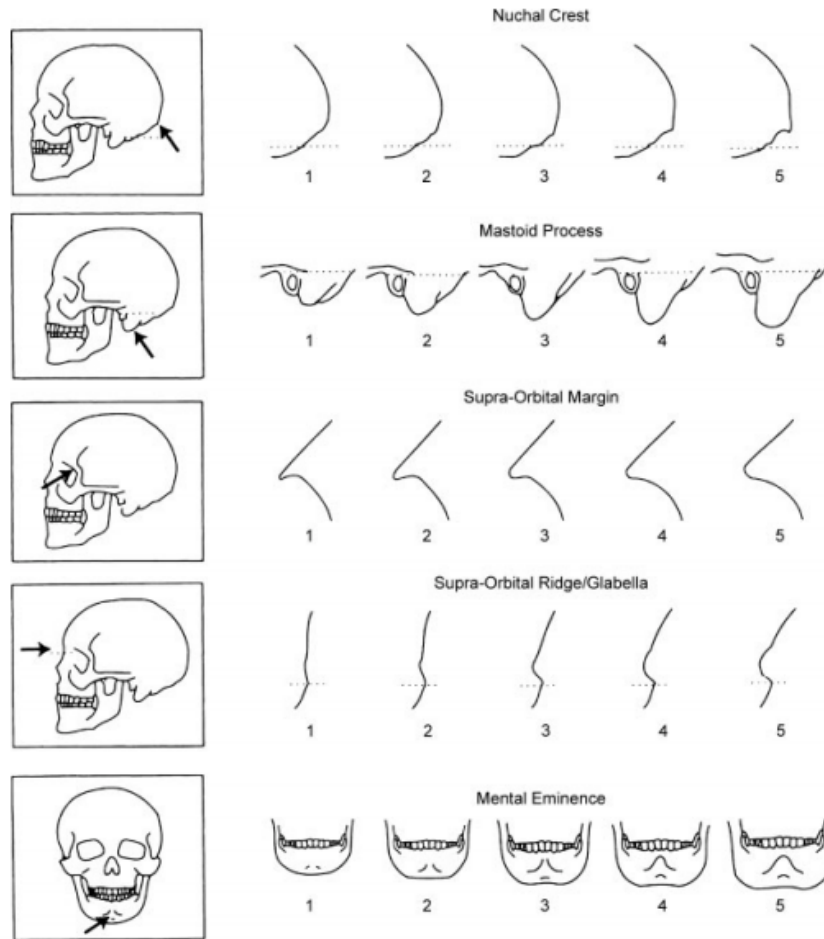 Nuchal Crest
1 2 3 4 5
Mastoid Process
1 2 3 4 5
Supra-Orbital Margin
1 2 3 4 5
Supra-Orbital Ridge/Glabella
1 2 3 4 5
Mental Eminence
1 2 3 4 5